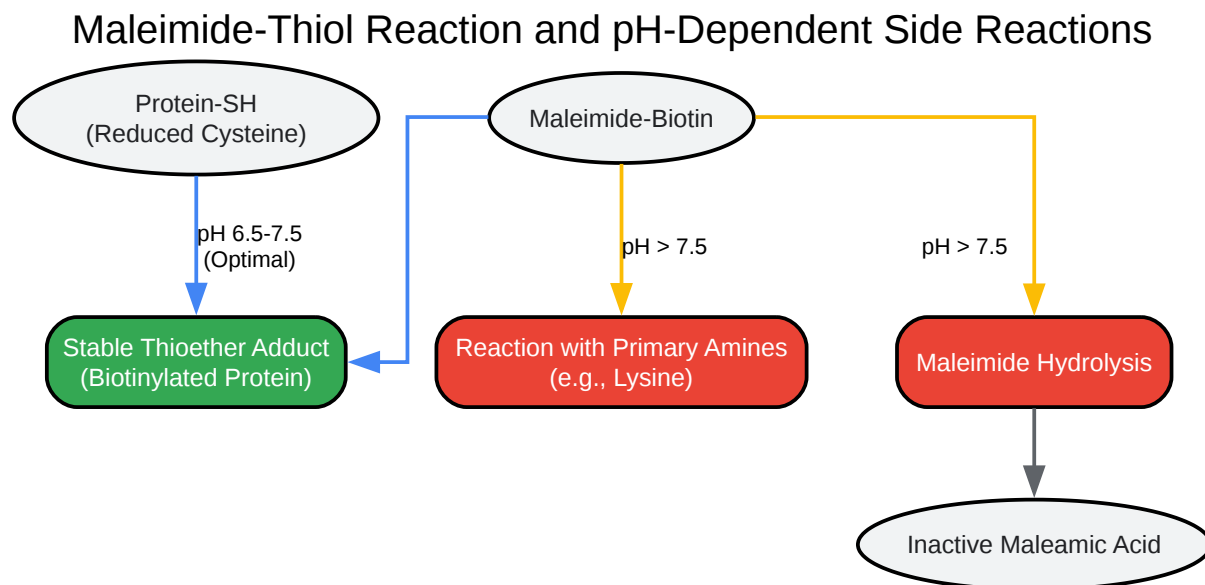 Maleimide-Thiol Reaction and pH-Dependent Side Reactions
Protein-SH
(Reduced Cysteine)
Maleimide-Biotin
pH 6.5-7.5
(Optimal)
pH > 7.5
pH > 7.5
Stable Thioether Adduct
(Biotinylated Protein)
Reaction with Primary Amines
(e.g., Lysine)
Maleimide Hydrolysis
Inactive Maleamic Acid